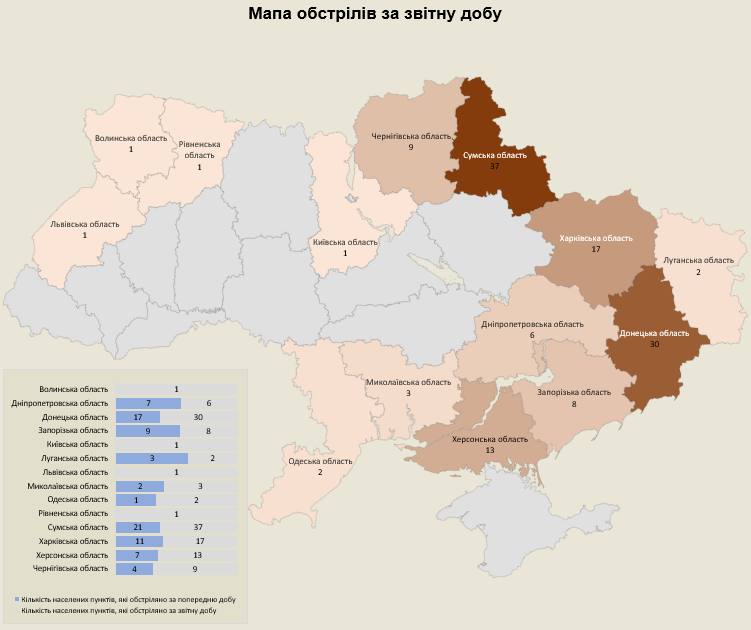 Мапа обстрілів за звітну добу
Чернігівська область
9
Сумська область
37
Волинська область
1
Рівненська
область
1
Львівська область
1
Київська область
1
Харківська область
17
Луганська область
2
Дніпропетровська область
6
Донецька область
30
Миколаївська область
3
Запорізька область
8
Херсонська область
13
Одеська область
2
Волинська область 1
Дніпропетровська область 7 6
Донецька область 17 30
Запорізька область 9 8
Київська область 1
Луганська область 3 2
Львівська область 1
Миколаївська область 2 3
Одеська область 1 2
Рівненська область 1
Сумська область 21 37
Харківська область 11 17
Херсонська область 7 13
Чернігівська область 4 9
Кількість населених пунктів, які обстріляно за попередню добу
Кількість населених пунктів, які обстріляно за звітну добу